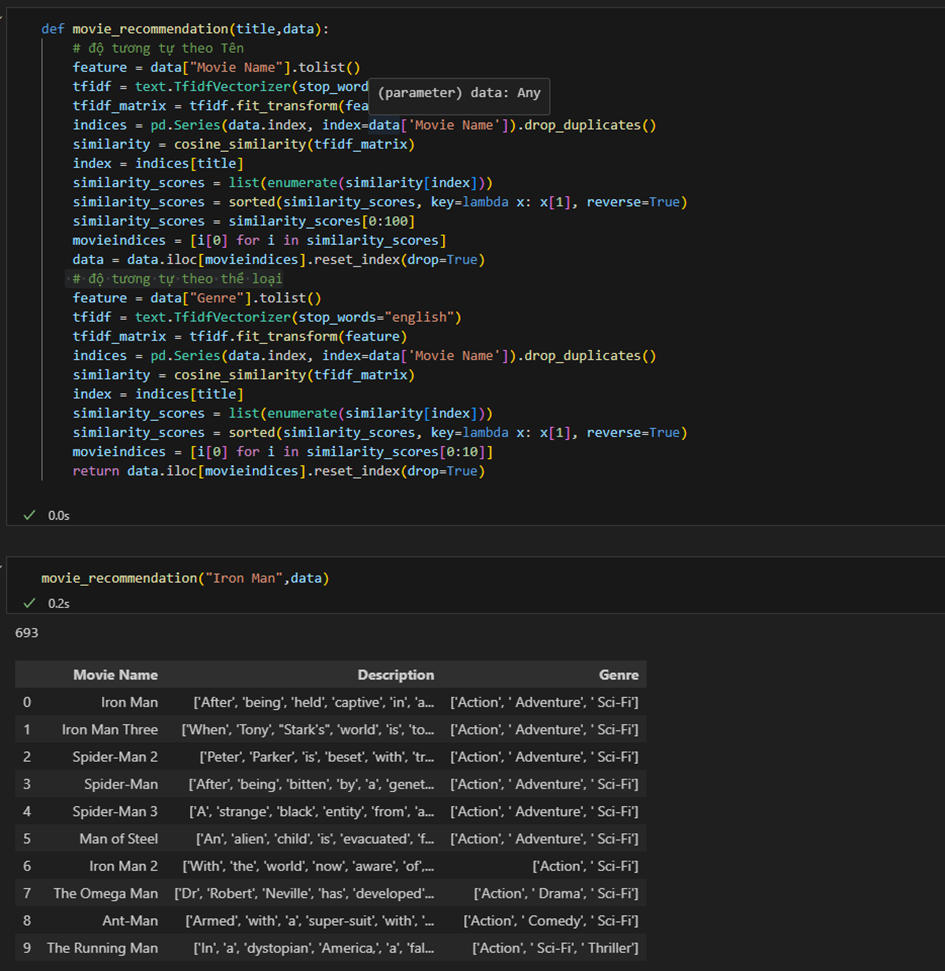 def movie_recommendation(title,data):
# độ tương tự theo Tên
feature = data["Movie Name"].tolist()
tfidf = text.TfidfVectorizer(stop_word
(parameter) data: Any
tfidf_matrix = tfidf.fit_transform(fea
indices = pd.Series(data.index, index=data['Movie Name']).drop_duplicates()
similarity = cosine_similarity(tfidf_matrix)
index = indices[title]
similarity_scores = list(enumerate(similarity[index]))
similarity_scores = sorted(similarity_scores, key=lambda x: x[1], reverse=True)
similarity_scores = similarity_scores[0:100]
movieindices = [i[0] for i in similarity_scores]
data = data.iloc[movieindices].reset_index(drop=True)
# độ tương tự theo thể loại
feature = data["Genre"].tolist()
tfidf = text.TfidfVectorizer(stop_words="english")
tfidf_matrix = tfidf.fit_transform(feature)
indices = pd.Series(data.index, index=data['Movie Name']).drop_duplicates()
similarity = cosine_similarity(tfidf_matrix)
index = indices[title]
similarity_scores = list(enumerate(similarity[index]))
similarity_scores = sorted(similarity_scores, key=lambda x: x[1], reverse=True)
movieindices = [i[0] for i in similarity_scores[0:10]]
return data.iloc[movieindices].reset_index(drop=True)
✓ 0.0s
movie_recommendation("Iron Man",data)
✓ 0.2s
693
Movie Name Description Genre
0 Iron Man ['After', 'being', 'held', 'captive', 'in', 'a... ['Action', ' Adventure', ' Sci-Fi']
1 Iron Man Three ['When', 'Tony', "Stark's", 'world', 'is', 'to... ['Action', ' Adventure', ' Sci-Fi']
2 Spider-Man 2 ['Peter', 'Parker', 'is', 'beset', 'with', 'tr... ['Action', ' Adventure', ' Sci-Fi']
3 Spider-Man ['After', 'being', 'bitten', 'by', 'a', 'genet... ['Action', ' Adventure', ' Sci-Fi']
4 Spider-Man 3 ['A', 'strange', 'black', 'entity', 'from', 'a... ['Action', ' Adventure', ' Sci-Fi']
5 Man of Steel ['An', 'alien', 'child', 'is', 'evacuated', 'f... ['Action', ' Adventure', ' Sci-Fi']
6 Iron Man 2 ['With', 'the', 'world', 'now', 'aware', 'of',... ['Action', ' Sci-Fi']
7 The Omega Man ['Dr', 'Robert', 'Neville', 'has', 'developed'... ['Action', ' Drama', ' Sci-Fi']
8 Ant-Man ['Armed', 'with', 'a', 'super-suit', 'with', '... ['Action', ' Comedy', ' Sci-Fi']
9 The Running Man ['In', 'a', 'dystopian', 'America,', 'a', 'fal... ['Action', ' Sci-Fi', ' Thriller']